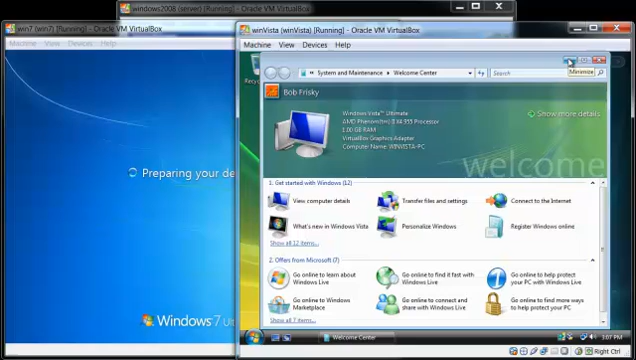 windows2008 (server) [Running] - Oracle VM VirtualBox
win7 (win7) [Running] - Oracle VM VirtualBox
Machine View Devices Help
Preparing your de
Windows 7 Ul
winVista (winVista) [Running] - Oracle VM VirtualBox
Machine View Devices Help
Recyc
System and Maintenance Welcome Center
Search
Minimize
Bob Frisky
Windows Vista™ Ultimate
1.00 GB RAM
VirtualBox Graphics Adapter
Computer Name: WINVISTA-PC
Show more details
welcome
1. Get started with Windows (12)
View computer details
Transfer files and settings
Connect to the Internet
What's new in Windows Vista
Personalize Windows
Register Windows online
Show all 12 items...
2. Offers from Microsoft (7)
Go online to learn about Windows Live
Go online to find it fast with Windows Live
Go online to help protect your PC with Windows Live
Go online to Windows Marketplace
Go online to connect and share with Windows Live
Go online to find more ways to help protect your PC
Show all 7 items...
Welcome Center
3:07 PM
Right Ctrl